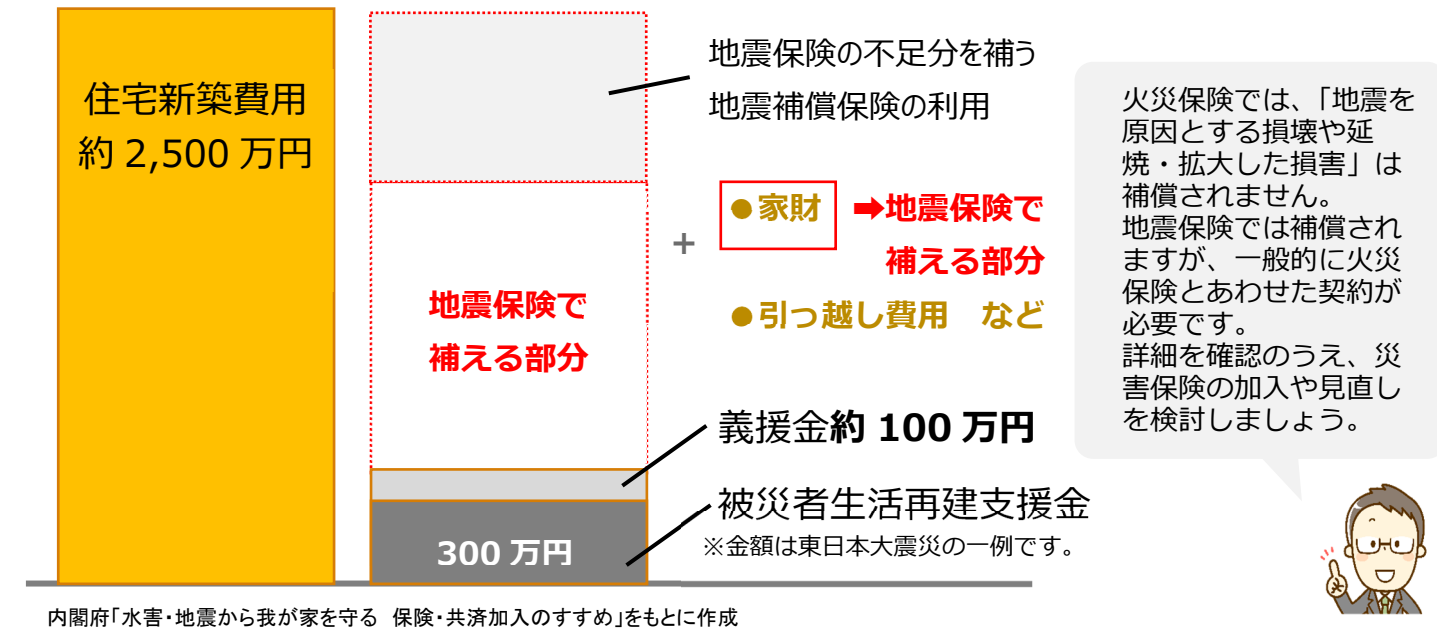 住宅新築費用
約 2,500 万円
地震保険の不足分を補う
地震補償保険の利用
地震保険で
補える部分
+
●家財 ➡地震保険で
補える部分
●引っ越し費用　など
義援金約 100 万円
被災者生活再建支援金
※金額は東日本大震災の一例です。
300 万円
火災保険では、「地震を
原因とする損壊や延
焼・拡大した損害」は
補償されません。
地震保険では補償され
ますが、一般的に火災
保険とあわせた契約が
必要です。
詳細を確認のうえ、災
害保険の加入や見直し
を検討しましょう。
内閣府「水害・地震から我が家を守る　保険・共済加入のすすめ」をもとに作成